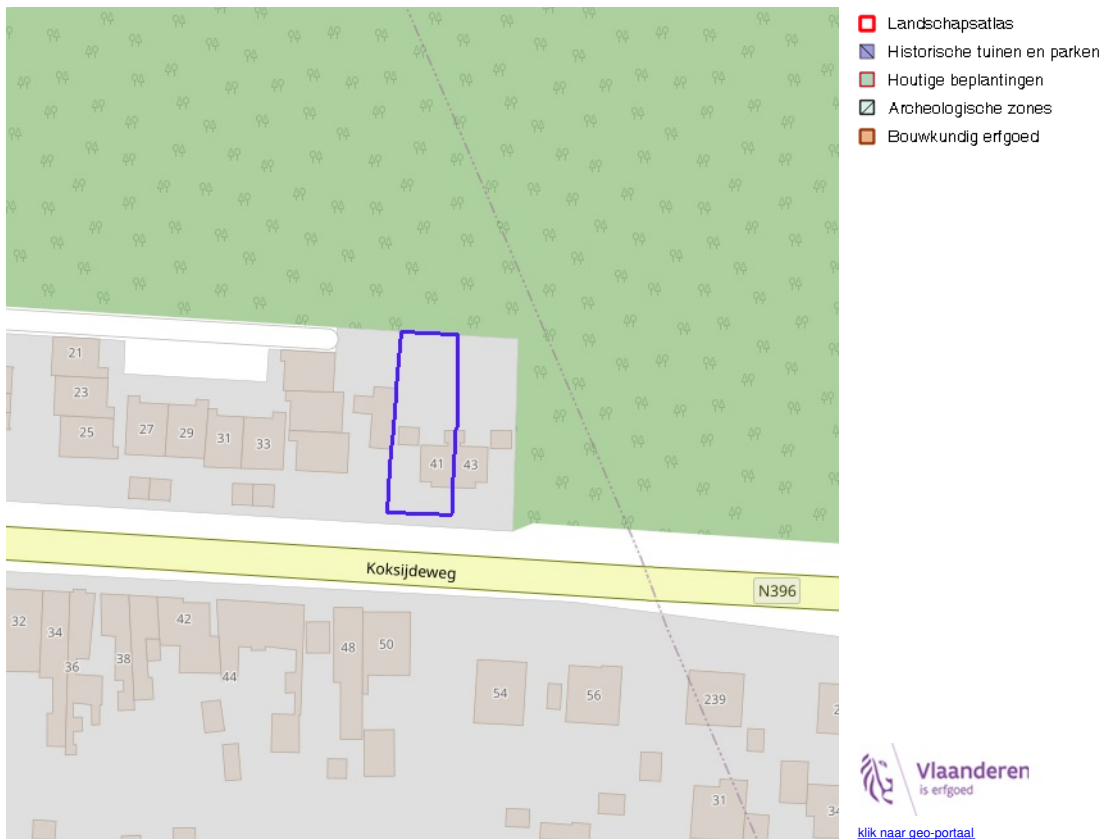 Landschapsatlas
Historische tuinen en parken
Houtige beplantingen
Archeologische zones
Bouwkundig erfgoed
21
23
25
27
29
31
33
41
43
Koksijdeweg
N396
32
34
36
38
42
44
48
50
54
56
239
2
31
34
Vlaanderen
is erfgoed
klik naar geo-portaal